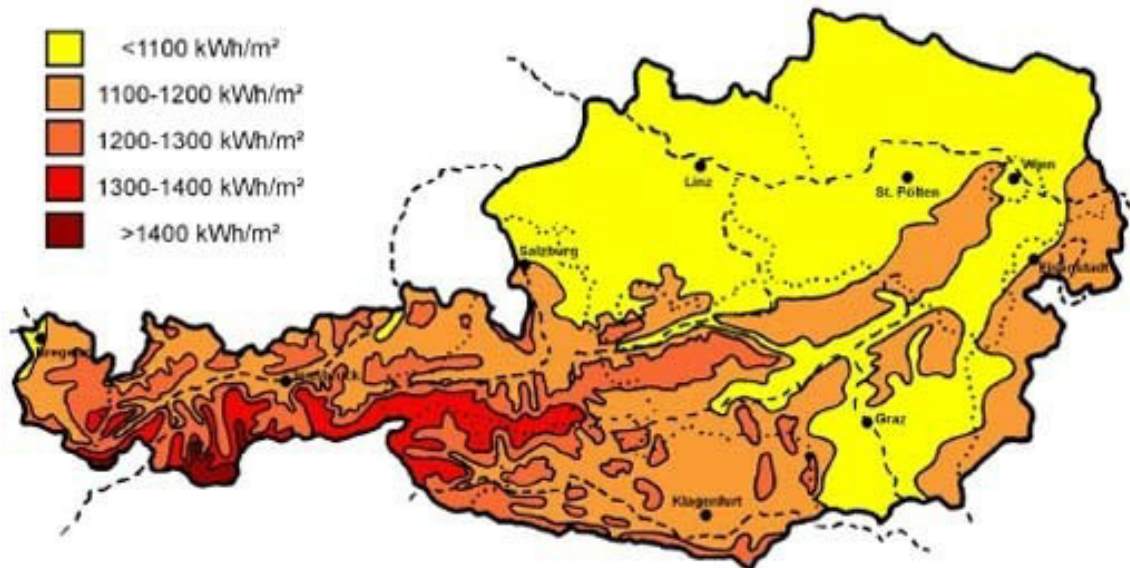 <1100 kWh/m²
1100-1200 kWh/m²
1200-1300 kWh/m²
1300-1400 kWh/m²
>1400 kWh/m²
Wien
Linz
St. Pölten
Salzburg
Eisenstadt
Graz
Klagenfurt